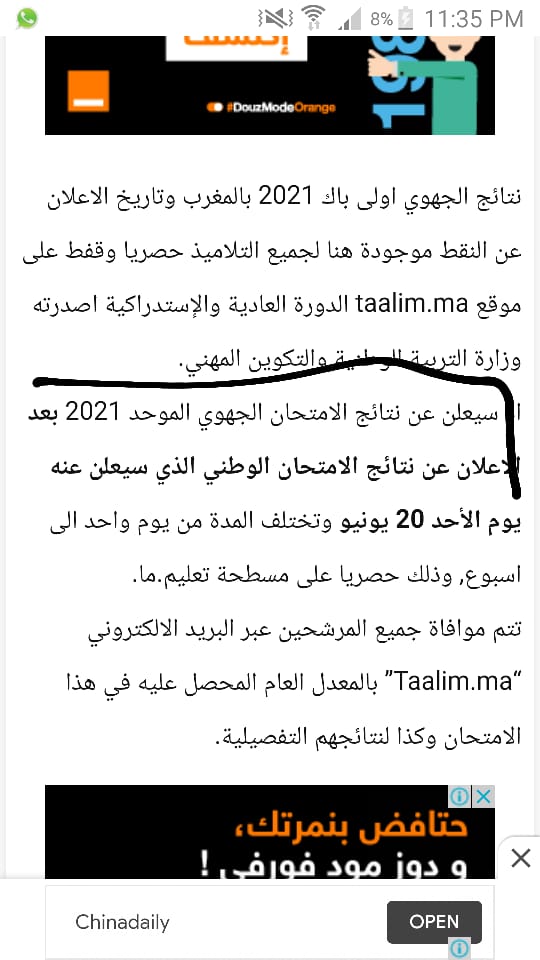 8% 11:35 PM
إكتشف
198
#DouzModeOrange
نتائج الجهوي اولى باك 2021 بالمغرب وتاريخ الاعلان
عن النقط موجودة هنا لجميع التلاميذ حصريا وقفط على
موقع taalim.ma الدورة العادية والإستدراكية اصدرته
وزارة التربية الوطنية والتكوين المهني.
سيعلن عن نتائج الامتحان الجهوي الموحد 2021 بعد
الاعلان عن نتائج الامتحان الوطني الذي سيعلن عنه
يوم الأحد 20 يونيو وتختلف المدة من يوم واحد الى
اسبوع, وذلك حصريا على مسطحة تعليم.ما.
تتم موافاة جميع المرشحين عبر البريد الالكتروني
“Taalim.ma” بالمعدل العام المحصل عليه في هذا
الامتحان وكذا لنتائجهم التفصيلية.
حتافض بنمرتك،
و دوز مود فورفي !
Chinadaily
OPEN